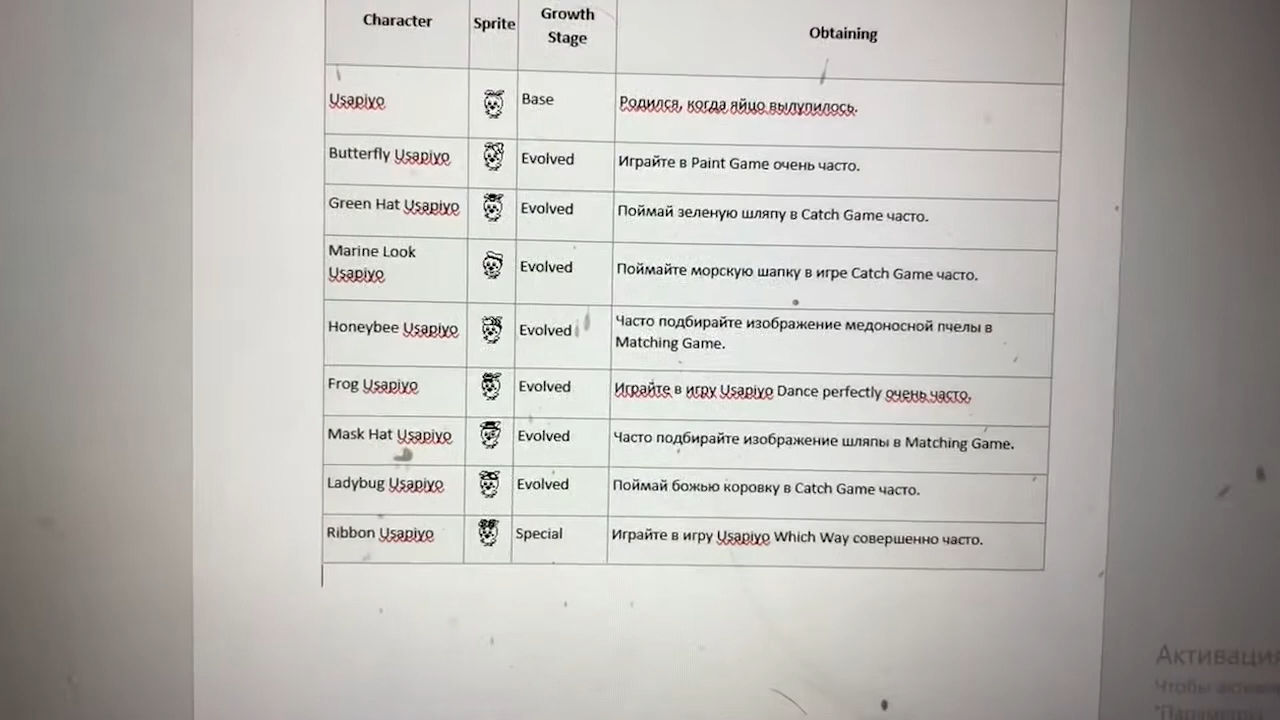 Character Sprite Growth Stage Obtaining
Usapiyo Base Родился, когда яйцо вылупилось.
Butterfly Usapiyo Evolved Играйте в Paint Game очень часто.
Green Hat Usapiyo Evolved Поймай зеленую шляпу в Catch Game часто.
Marine Look
Usapiyo Evolved Поймайте морскую шапку в игре Catch Game часто.
Honeybee Usapiyo Evolved Часто подбирайте изображение медоносной пчелы в
Matching Game.
Frog Usapiyo Evolved Играйте в игру Usapiyo Dance perfectly очень часто,
Mask Hat Usapiyo Evolved Часто подбирайте изображение шляпы в Matching Game.
Ladybug Usapiyo Evolved Поймай божью коровку в Catch Game часто.
Ribbon Usapiyo Special Играйте в игру Usapiyo Which Way совершенно часто.
Активация
Чтобы
"Параметры